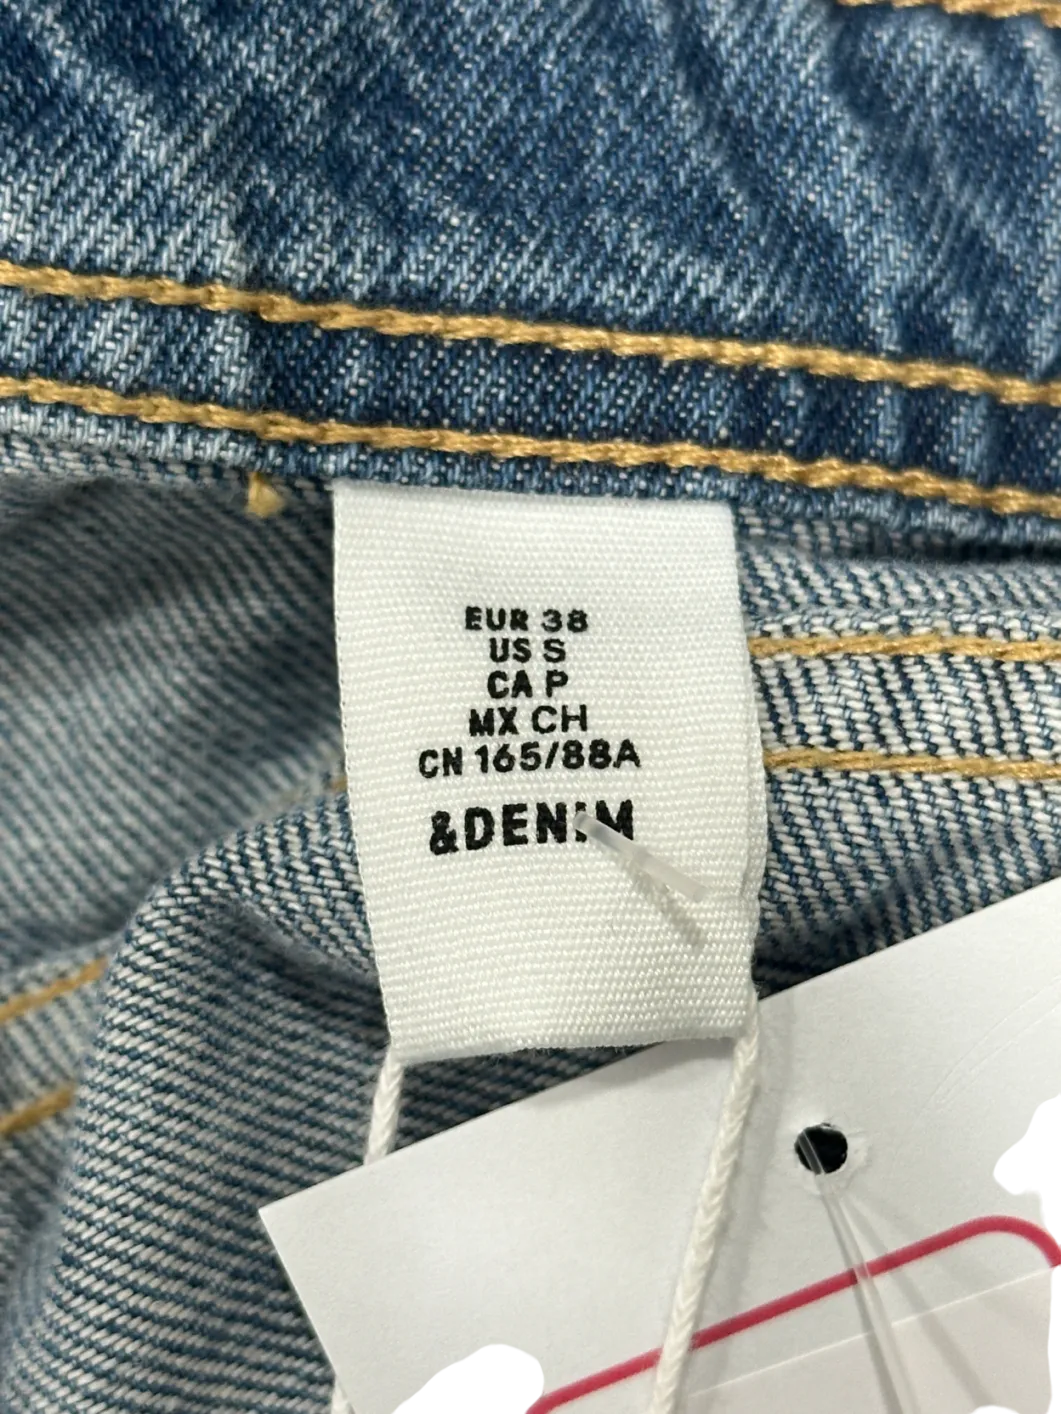 EUR 38
US S
CA P
MX CH
CN 165/88A
&DENIM